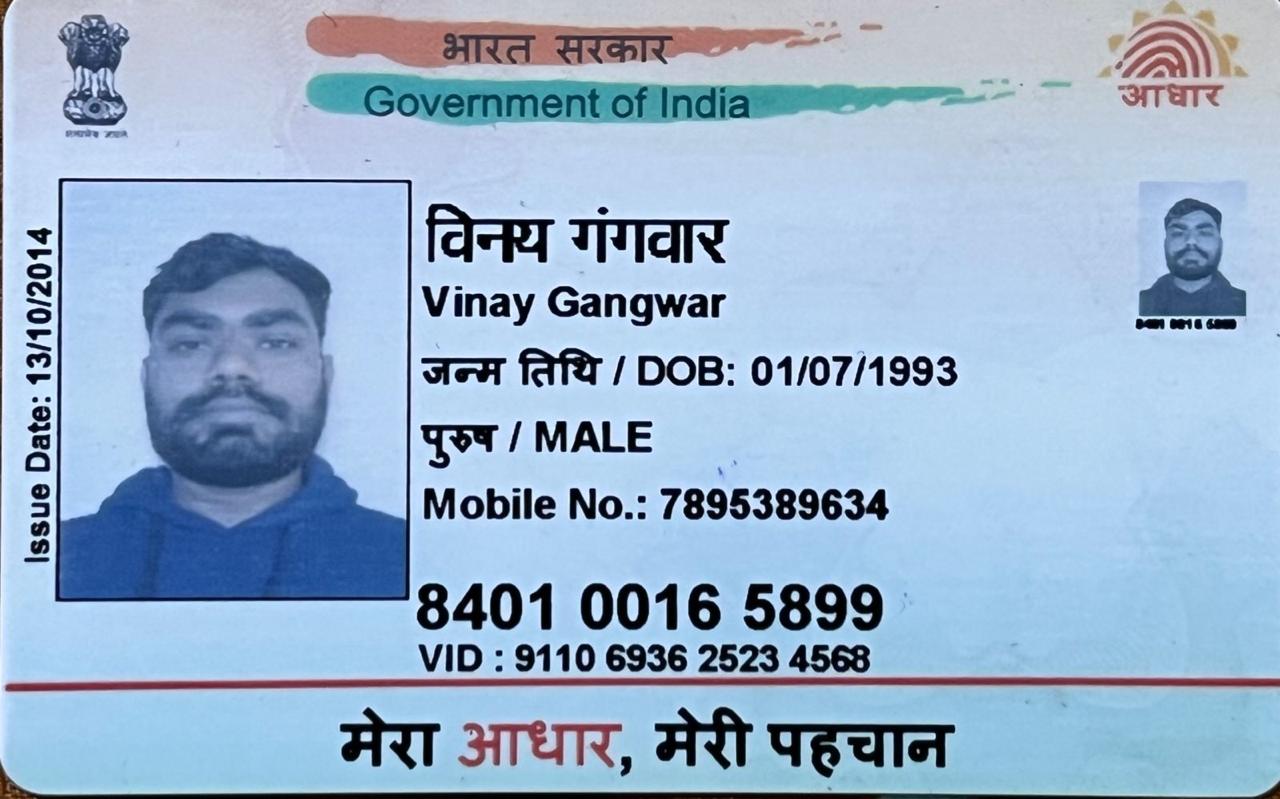 भारत सरकार
Government of India
आधार
Issue Date: 13/10/2014
विनय गंगवार
Vinay Gangwar
जन्म तिथि / DOB: 01/07/1993
पुरुष / MALE
Mobile No.: 7895389634
8401 0016 5899
VID : 9110 6936 2523 4568
मेरा आधार, मेरी पहचान